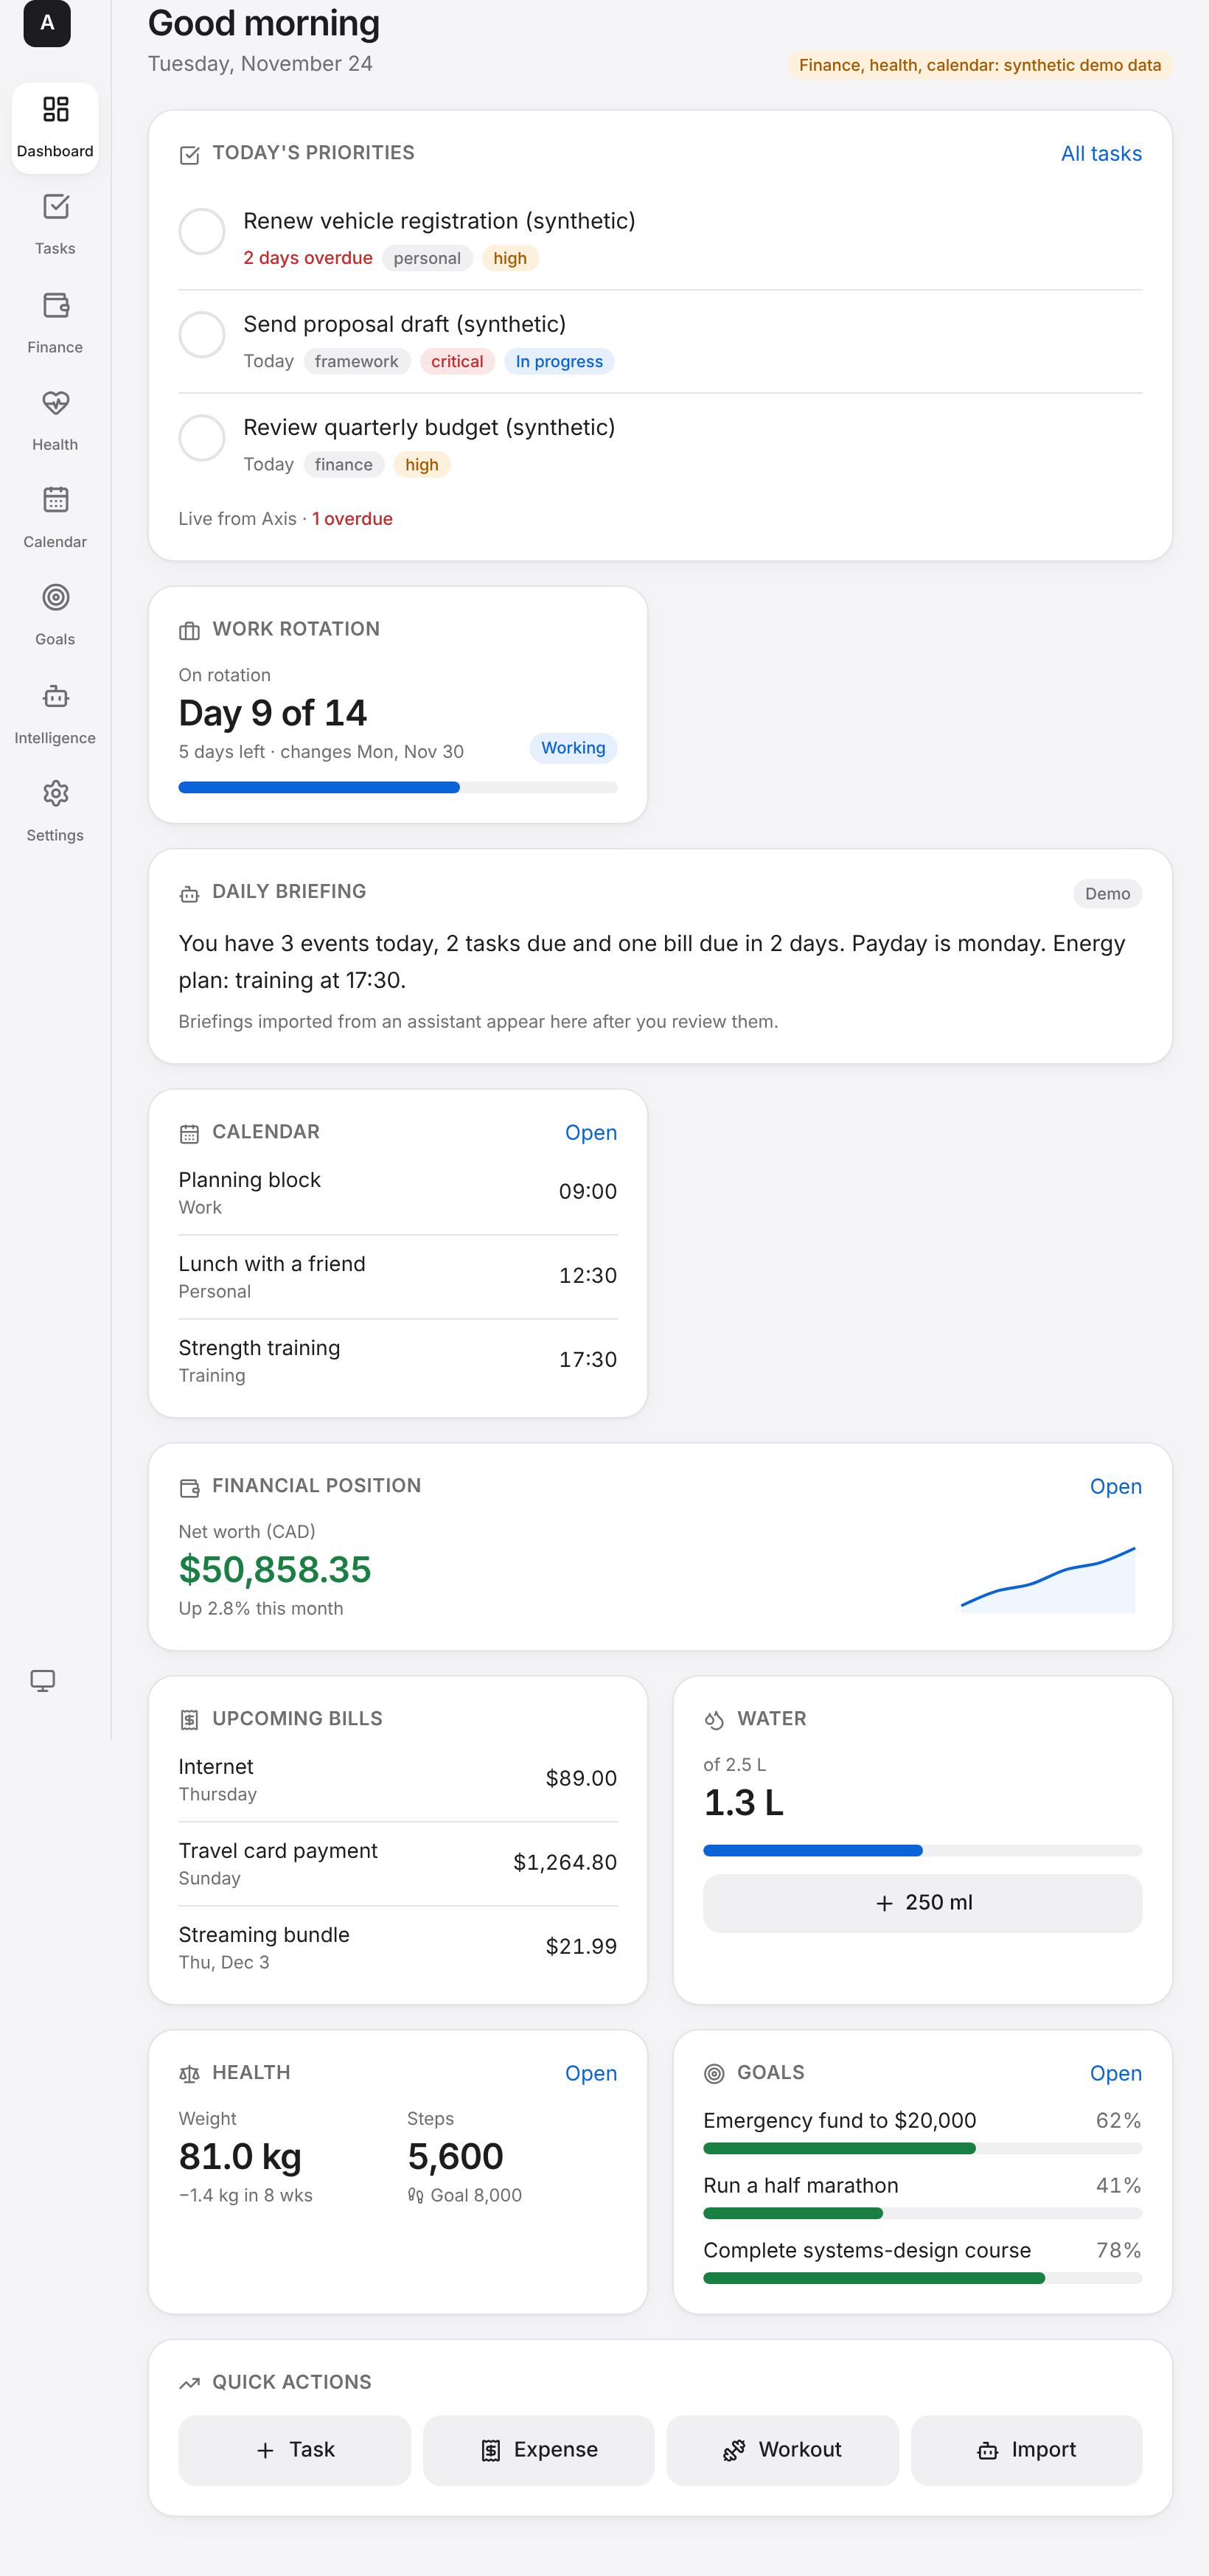 A
Dashboard
Tasks
Finance
Health
Calendar
Goals
Intelligence
Settings
Good morning
Tuesday, November 24
Finance, health, calendar: synthetic demo data
TODAY'S PRIORITIES
All tasks
Renew vehicle registration (synthetic)
2 days overdue personal high
Send proposal draft (synthetic)
Today framework critical In progress
Review quarterly budget (synthetic)
Today finance high
Live from Axis · 1 overdue
WORK ROTATION
On rotation
Day 9 of 14
5 days left · changes Mon, Nov 30
Working
DAILY BRIEFING
Demo
You have 3 events today, 2 tasks due and one bill due in 2 days. Payday is monday. Energy
plan: training at 17:30.
Briefings imported from an assistant appear here after you review them.
CALENDAR
Open
Planning block
Work
09:00
Lunch with a friend
Personal
12:30
Strength training
Training
17:30
FINANCIAL POSITION
Open
Net worth (CAD)
$50,858.35
Up 2.8% this month
UPCOMING BILLS
Internet
Thursday
$89.00
Travel card payment
Sunday
$1,264.80
Streaming bundle
Thu, Dec 3
$21.99
WATER
of 2.5 L
1.3 L
+ 250 ml
HEALTH
Open
Weight
81.0 kg
−1.4 kg in 8 wks
Steps
5,600
Goal 8,000
GOALS
Open
Emergency fund to $20,000 62%
Run a half marathon 41%
Complete systems-design course 78%
QUICK ACTIONS
+ Task
Expense
Workout
Import